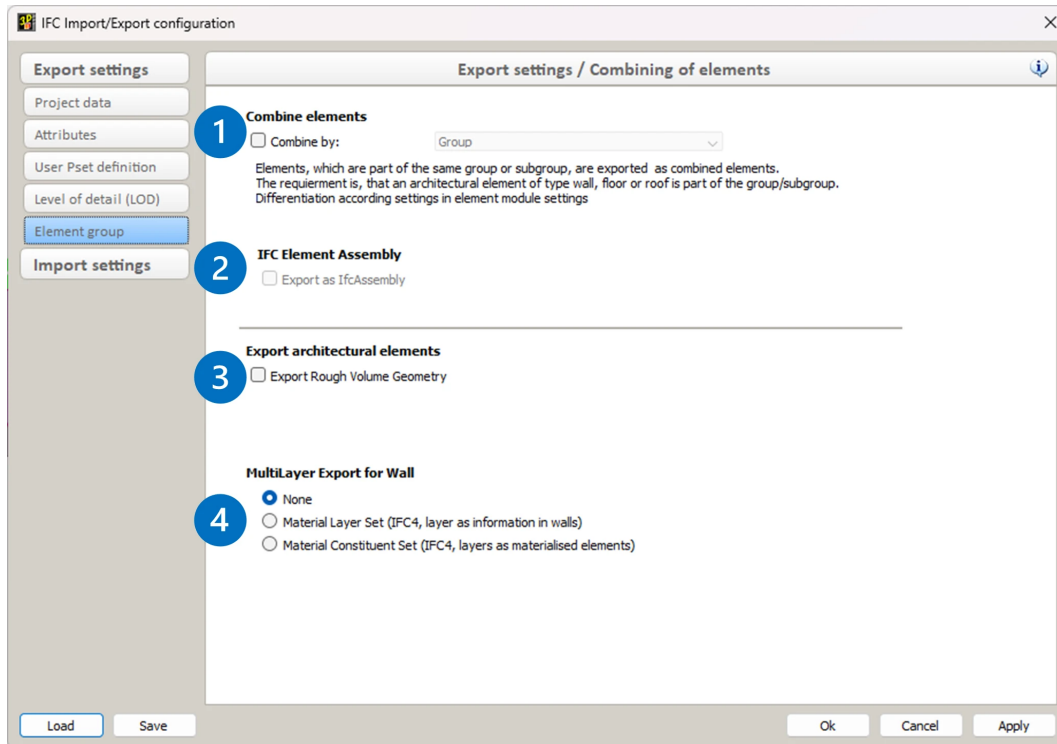 IFC Import/Export configuration
Export settings
Project data
Attributes
User Pset definition
Level of detail (LOD)
Element group
Import settings
Export settings / Combining of elements
Combine elements
1
Combine by:
Group
Elements, which are part of the same group or subgroup, are exported as combined elements.
The requierment is, that an architectural element of type wall, floor or roof is part of the group/subgroup.
Differentiation according settings in element module settings
IFC Element Assembly
2
Export as IfcAssembly
Export architectural elements
3
Export Rough Volume Geometry
MultiLayer Export for Wall
None
4
Material Layer Set (IFC4, layer as information in walls)
Material Constituent Set (IFC4, layers as materialised elements)
Load
Save
Ok
Cancel
Apply